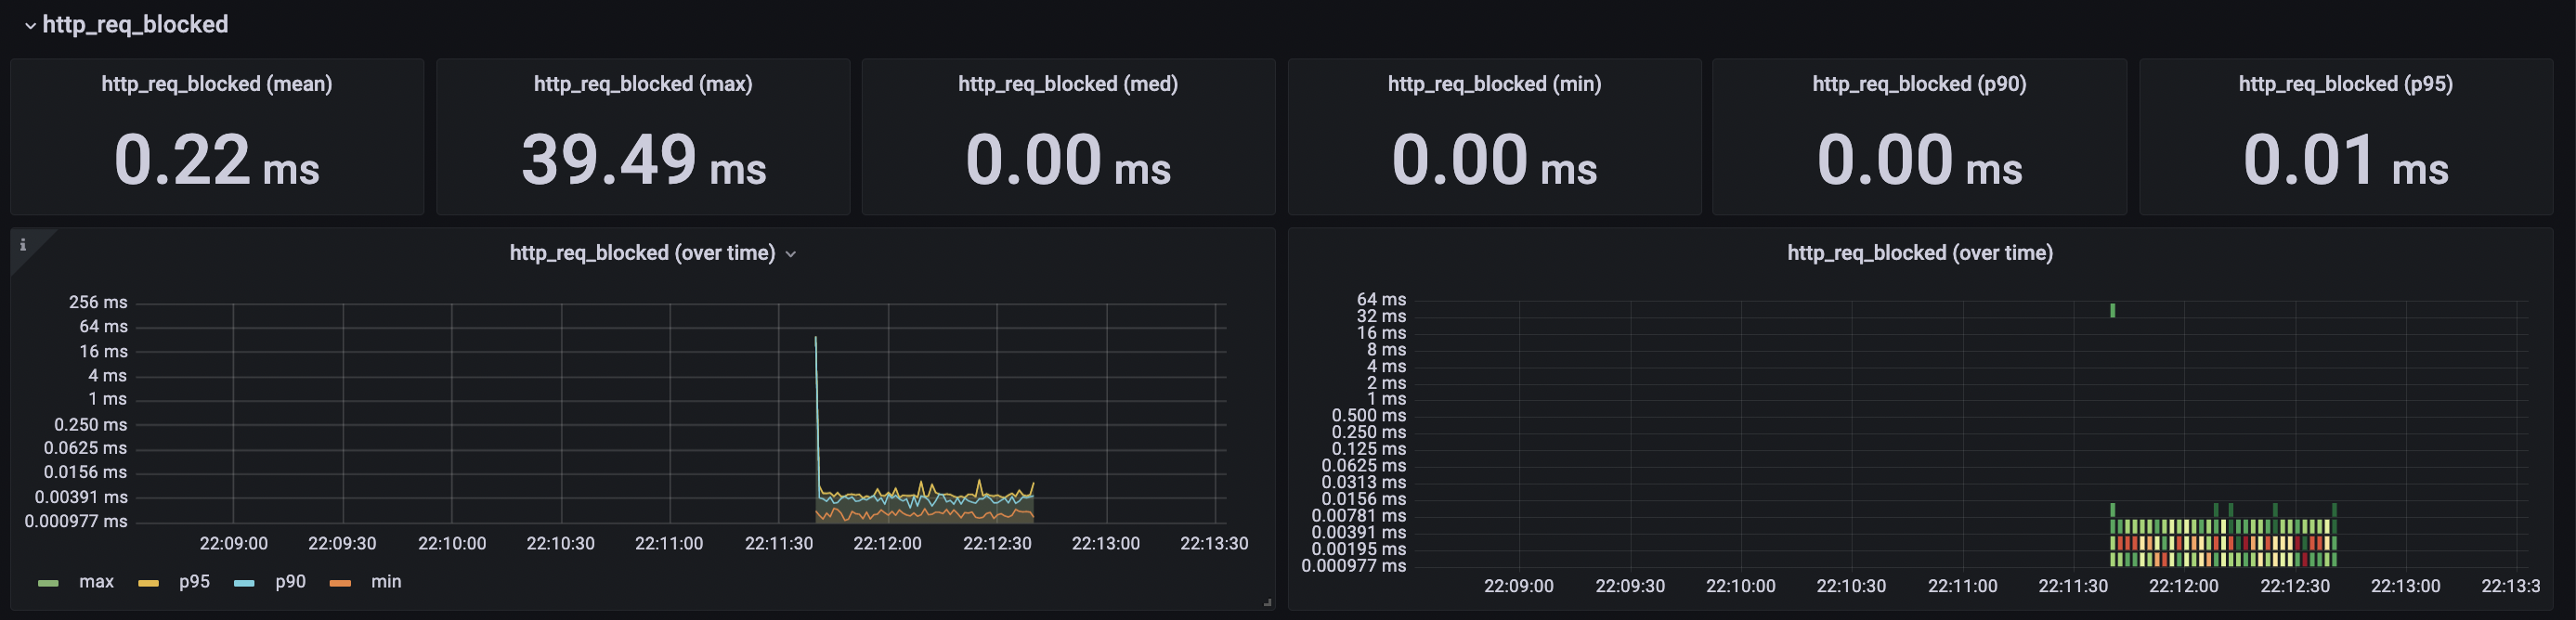 http_req_blocked
http_req_blocked (mean)
0.22 ms
http_req_blocked (max)
39.49 ms
http_req_blocked (med)
0.00 ms
http_req_blocked (min)
0.00 ms
http_req_blocked (p90)
0.00 ms
http_req_blocked (p95)
0.01 ms
i
http_req_blocked (over time)
256 ms
64 ms
16 ms
4 ms
1 ms
0.250 ms
0.0625 ms
0.0156 ms
0.00391 ms
0.000977 ms
22:09:00 22:09:30 22:10:00 22:10:30 22:11:00 22:11:30 22:12:00 22:12:30 22:13:00 22:13:30
max p95 p90 min
http_req_blocked (over time)
64 ms
32 ms
16 ms
8 ms
4 ms
2 ms
1 ms
0.500 ms
0.250 ms
0.125 ms
0.0625 ms
0.0313 ms
0.0156 ms
0.00781 ms
0.00391 ms
0.00195 ms
0.000977 ms
22:09:00 22:09:30 22:10:00 22:10:30 22:11:00 22:11:30 22:12:00 22:12:30 22:13:00 22:13:3